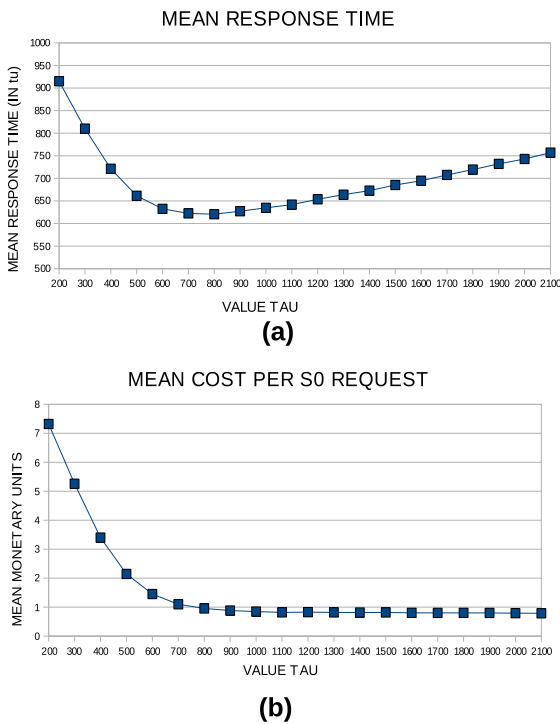 MEAN RESPONSE TIME
MEAN RESPONSE TIME (IN tu)
1000
950
900
850
800
750
700
650
600
550
500
200 300 400 500 600 700 800 900 1000 1100 1200 1300 1400 1500 1600 1700 1800 1900 2000 2100
VALUE TAU
(a)
MEAN COST PER S0 REQUEST
MEAN MONETARY UNITS
8
7
6
5
4
3
2
1
0
200 300 400 500 600 700 800 900 1000 1100 1200 1300 1400 1500 1600 1700 1800 1900 2000 2100
VALUE TAU
(b)